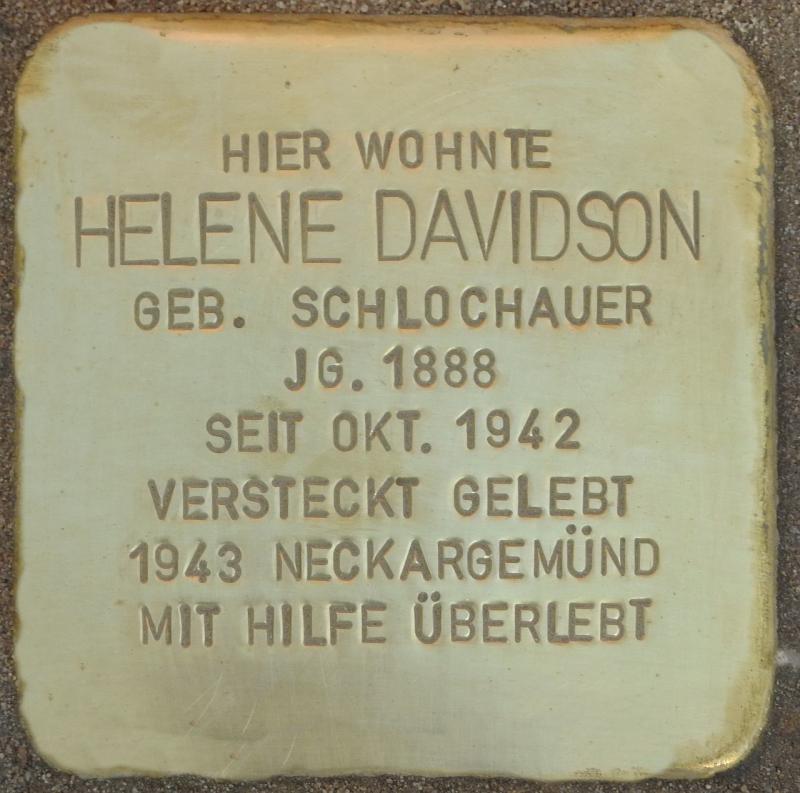 HIER WOHNTE
HELENE DAVIDSON
GEB. SCHLOCHAUER
JG. 1888
SEIT OKT. 1942
VERSTECKT GELEBT
1943 NECKARGEMÜND
MIT HILFE ÜBERLEBT